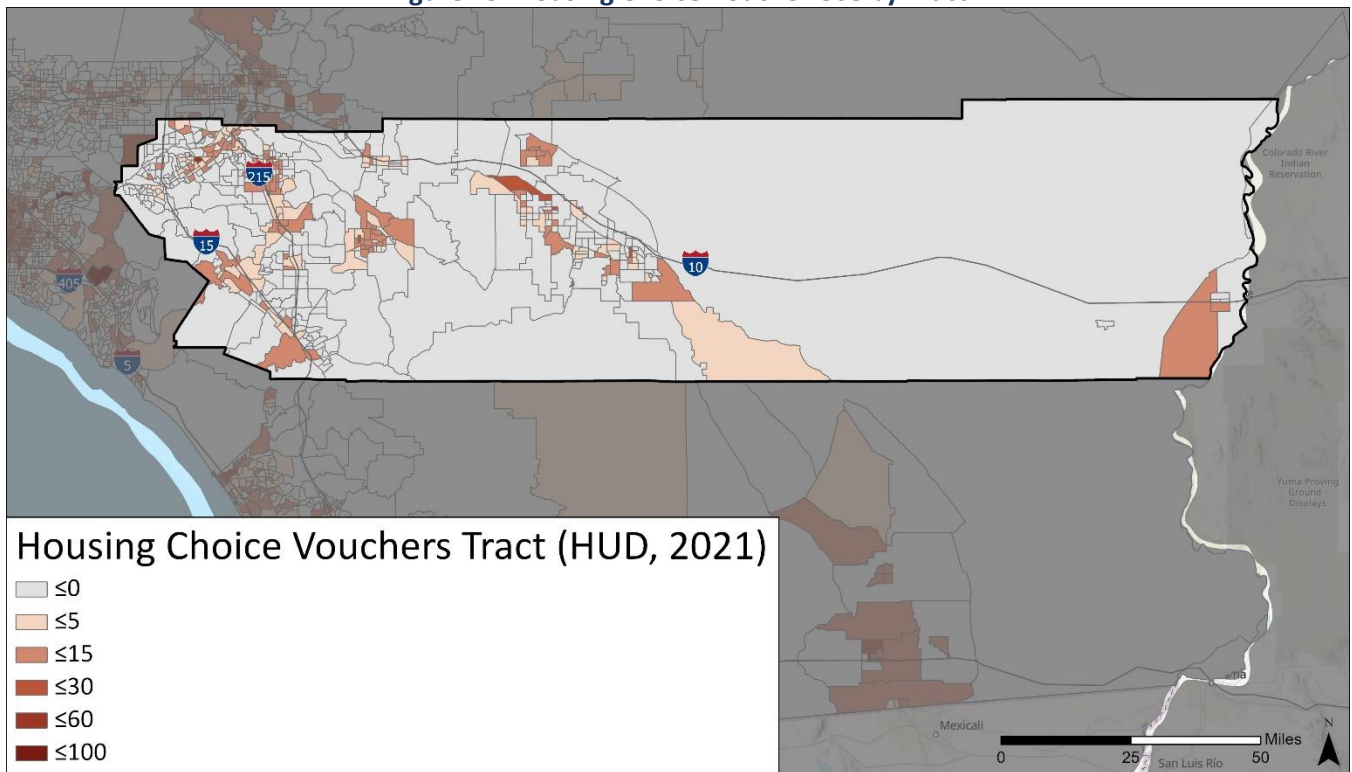 215
15
405
5
10
Colorado River
Indian
Reservation
Yuma Proving
Ground -
Displays
Housing Choice Vouchers Tract (HUD, 2021)
≤0
≤5
≤15
≤30
≤60
≤100
Mexicali
San Luis Río
N
Miles
0
25
50